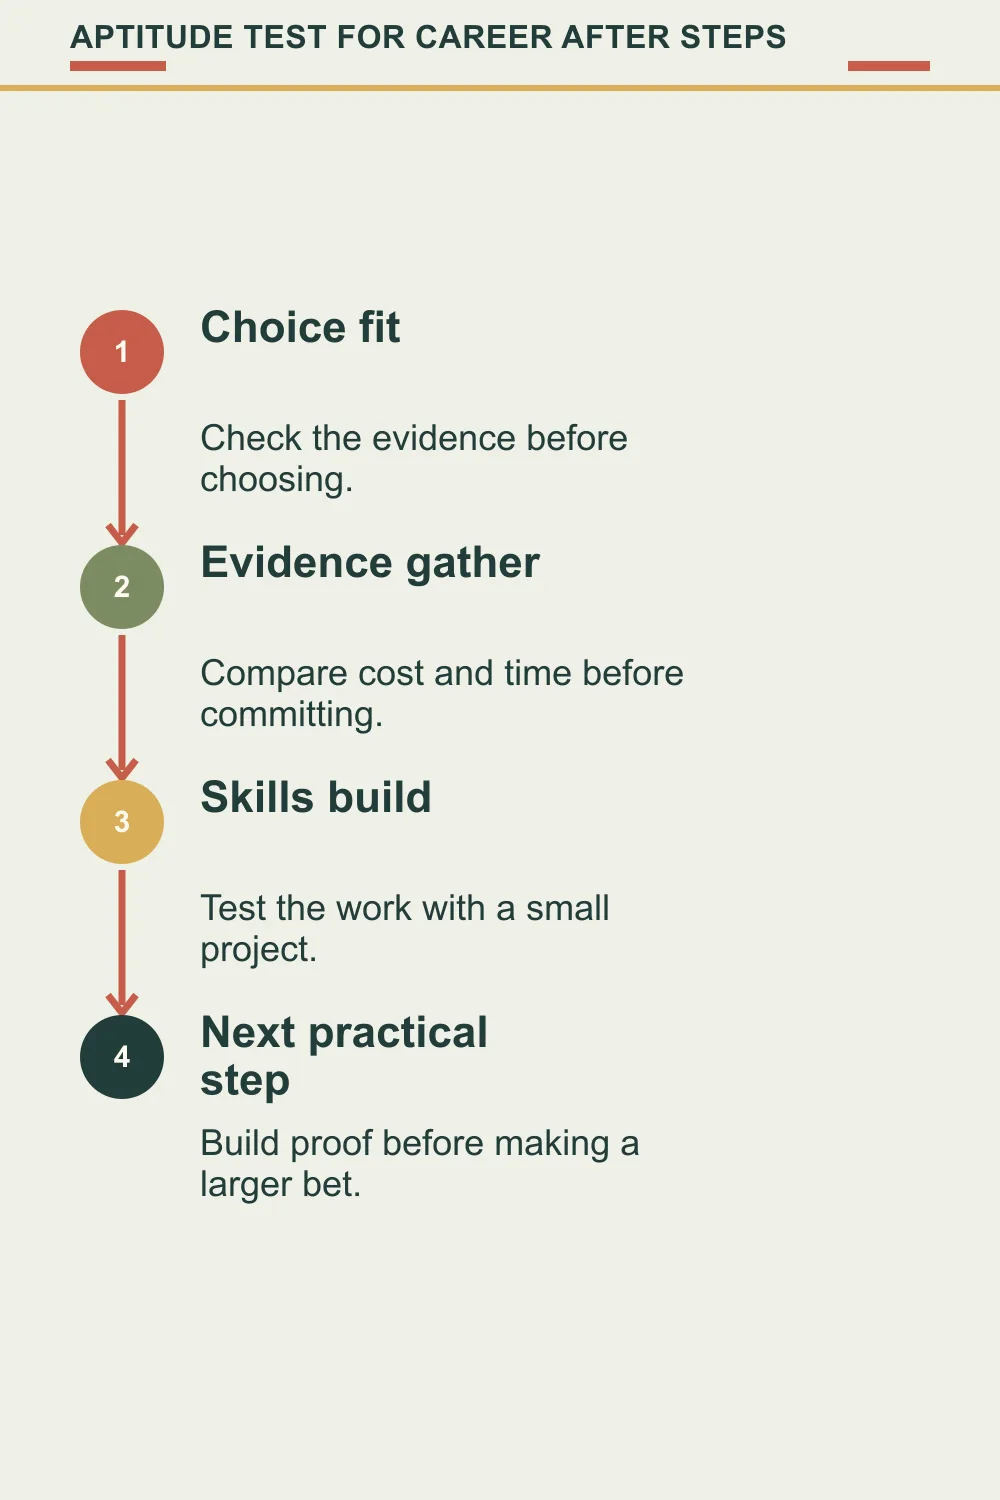 APTITUDE TEST FOR CAREER AFTER STEPS
1
Choice fit
Check the evidence before
choosing.
2
Evidence gather
Compare cost and time before
committing.
3
Skills build
Test the work with a small
project.
4
Next practical
step
Build proof before making a
larger bet.